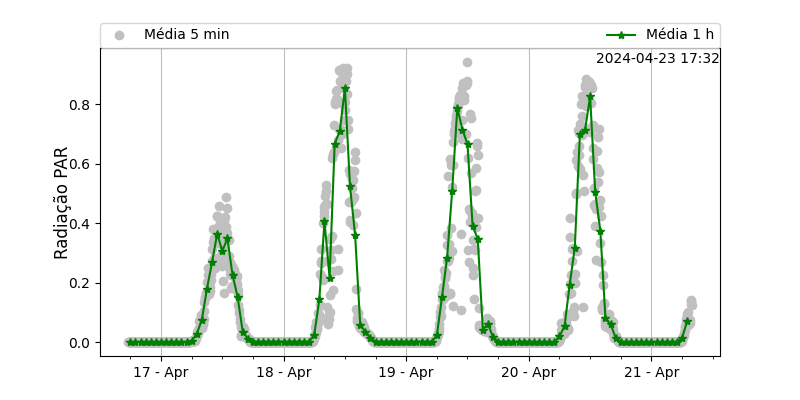 Média 5 min
Média 1 h
2024-04-23 17:32
Radiação PAR
0.8
0.6
0.4
0.2
0.0
17 - Apr
18 - Apr
19 - Apr
20 - Apr
21 - Apr